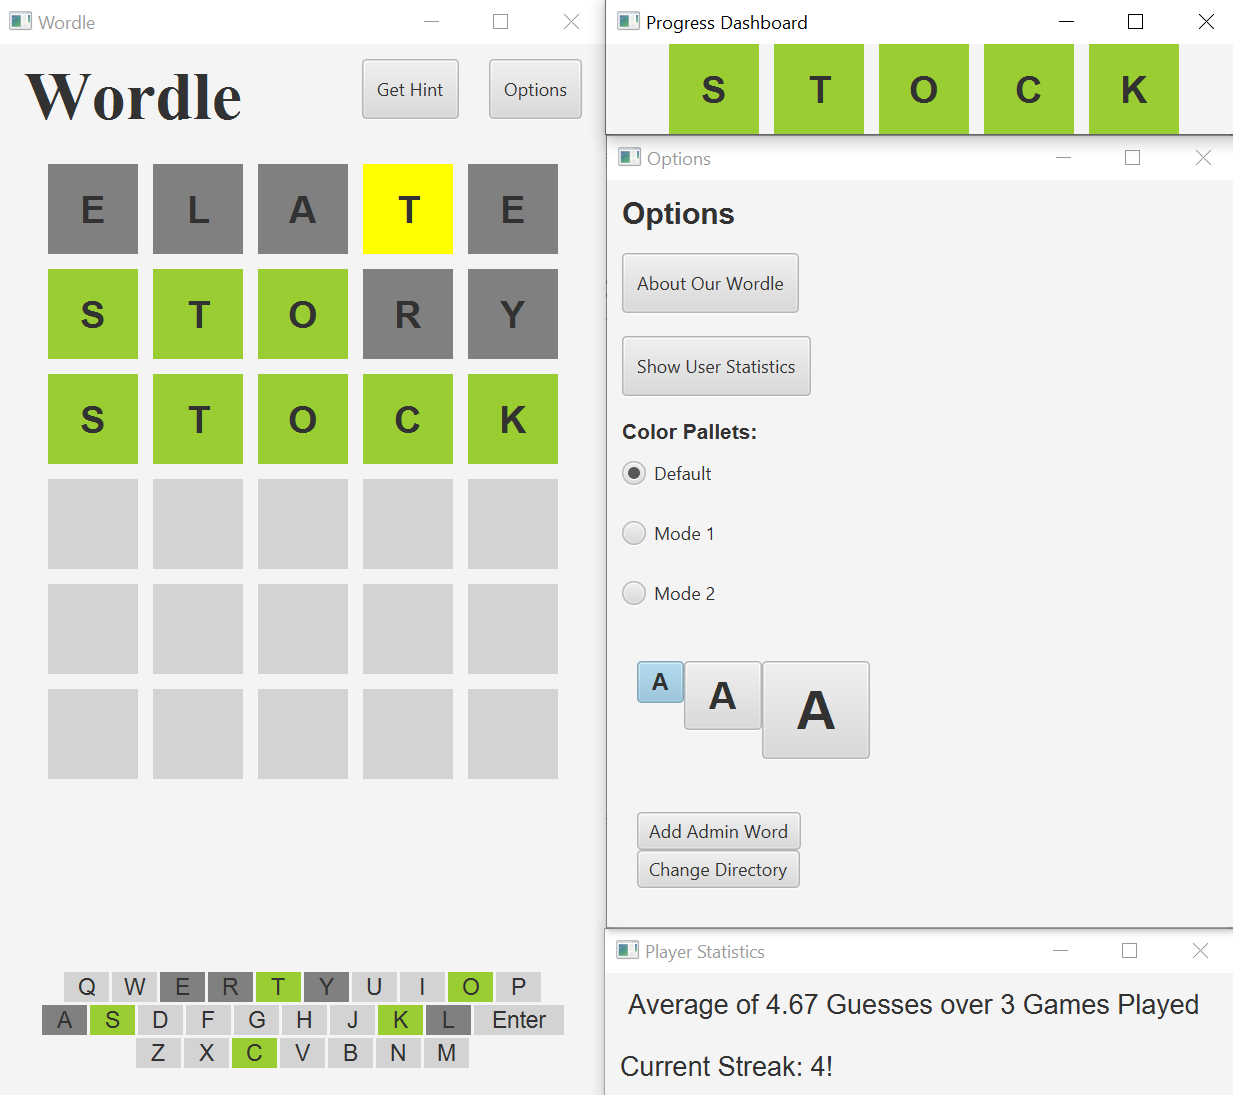 Wordle
Wordle
Get Hint
Options
E L A T E
S T O R Y
S T O C K
Q W E R T Y U I O P
A S D F G H J K L Enter
Z X C V B N M
Progress Dashboard
S T O C K
Options
Options
About Our Wordle
Show User Statistics
Color Pallets:
Default
Mode 1
Mode 2
A A A
Add Admin Word
Change Directory
Player Statistics
Average of 4.67 Guesses over 3 Games Played
Current Streak: 4!